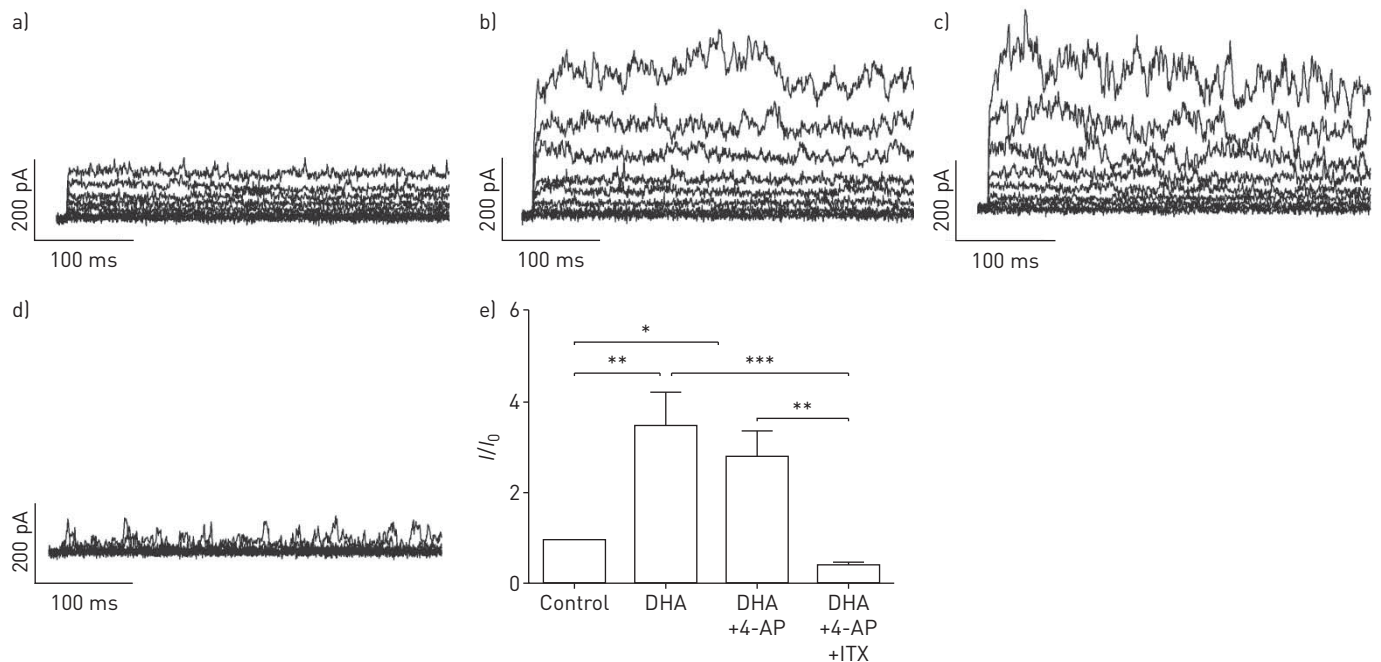 a)
200 pA
100 ms
b)
200 pA
100 ms
c)
200 pA
100 ms
d)
200 pA
100 ms
e)
6
4
2
0
I/I0
*
**
***
**
Control
DHA
DHA
+4-AP
DHA
+4-AP
+ITX